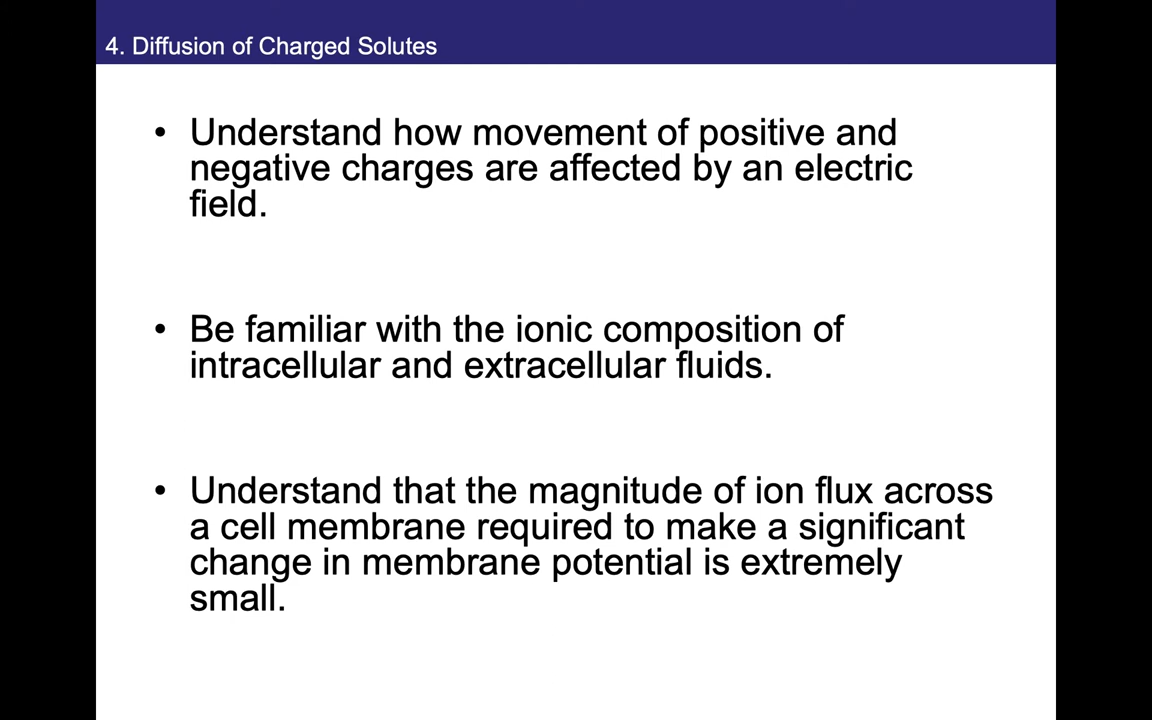 4. Diffusion of Charged Solutes
• Understand how movement of positive and
negative charges are affected by an electric
field.
• Be familiar with the ionic composition of
intracellular and extracellular fluids.
• Understand that the magnitude of ion flux across
a cell membrane required to make a significant
change in membrane potential is extremely
small.